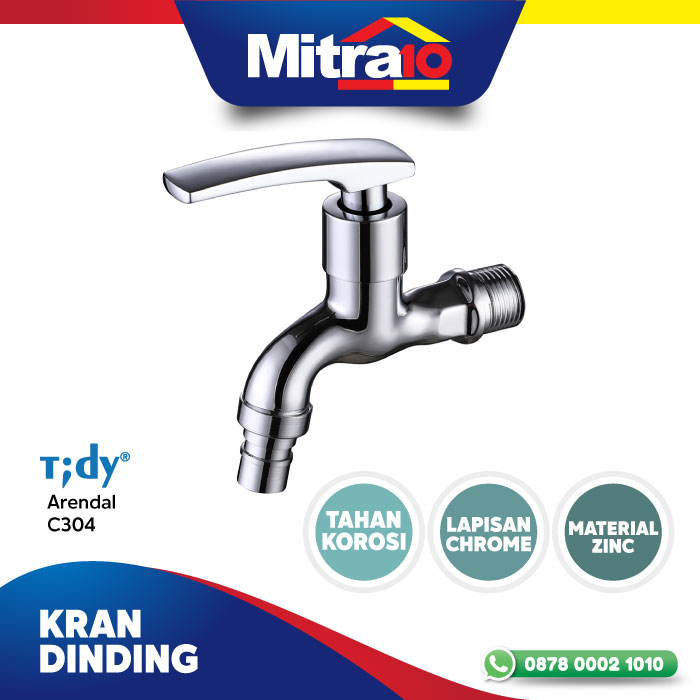 Mitra10
Tidy®
Arendal
C304
TAHAN
KOROSI
LAPISAN
CHROME
MATERIAL
ZINC
KRAN
DINDING
0878 0002 1010